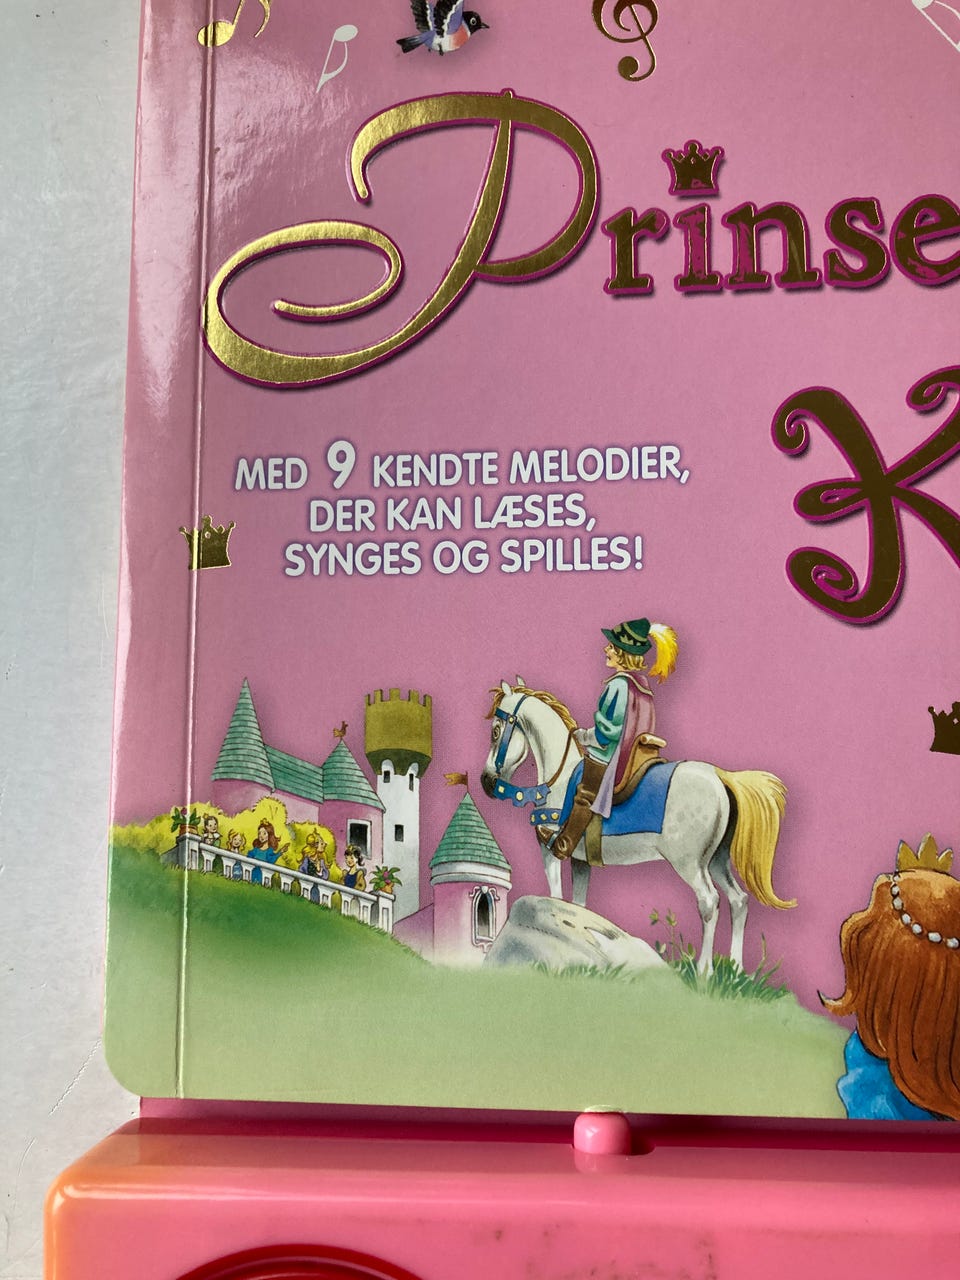 Prinse
K
MED 9 KENDTE MELODIER,
DER KAN LÆSES,
SYNGES OG SPILLES!